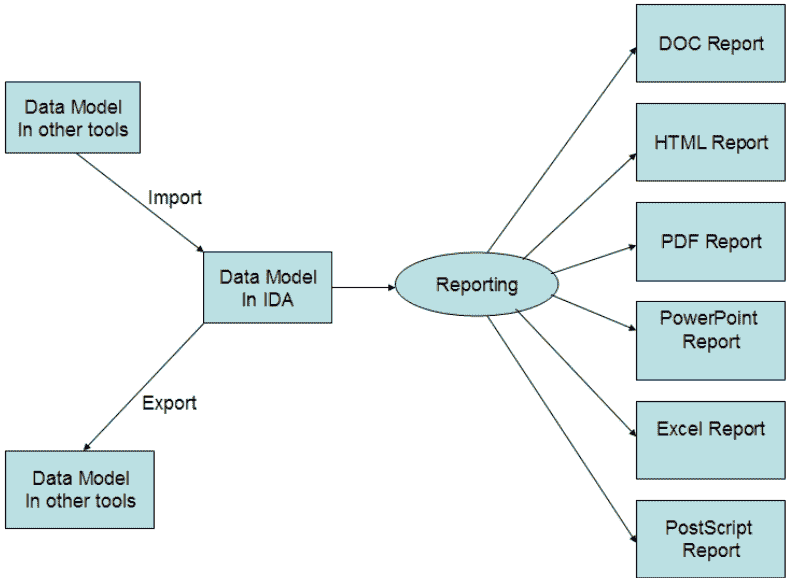 DOC Report
Data Model
In other tools
HTML Report
Import
PDF Report
Data Model
In IDA
Reporting
PowerPoint
Report
Export
Excel Report
Data Model
In other tools
PostScript
Report